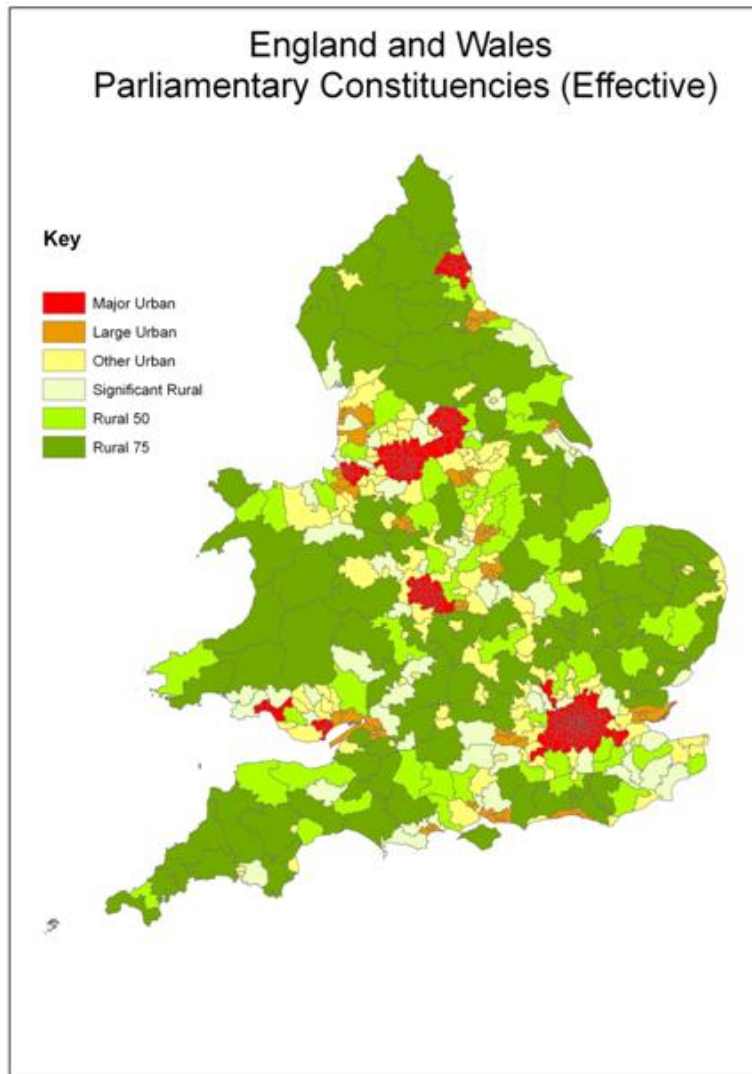 England and Wales
Parliamentary Constituencies (Effective)
Key
Major Urban
Large Urban
Other Urban
Significant Rural
Rural 50
Rural 75